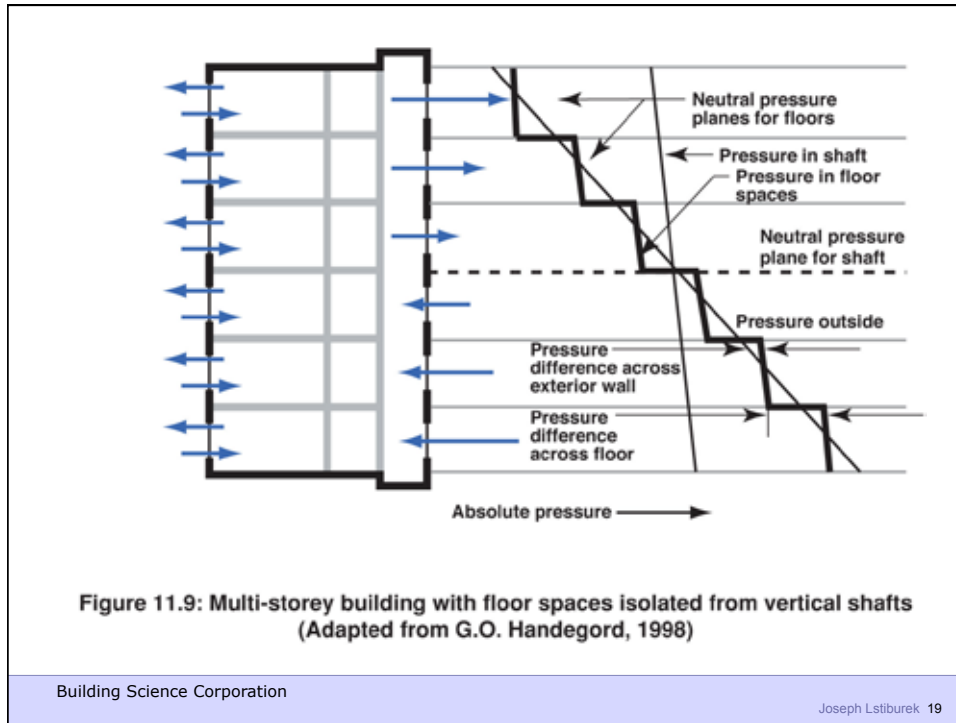 Neutral pressure
planes for floors
Pressure in shaft
Pressure in floor
spaces
Neutral pressure
plane for shaft
Pressure outside
Pressure
difference across
exterior wall
Pressure
difference
across floor
Absolute pressure
Figure 11.9: Multi-storey building with floor spaces isolated from vertical shafts
(Adapted from G.O. Handegord, 1998)
Building Science Corporation
Joseph Lstiburek 19